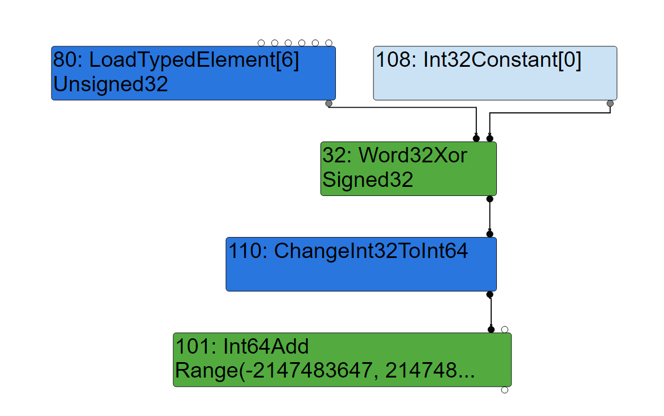 80: LoadTypedElement[6]
Unsigned32
108: Int32Constant[0]
32: Word32Xor
Signed32
110: ChangeInt32ToInt64
101: Int64Add
Range(-2147483647, 214748...